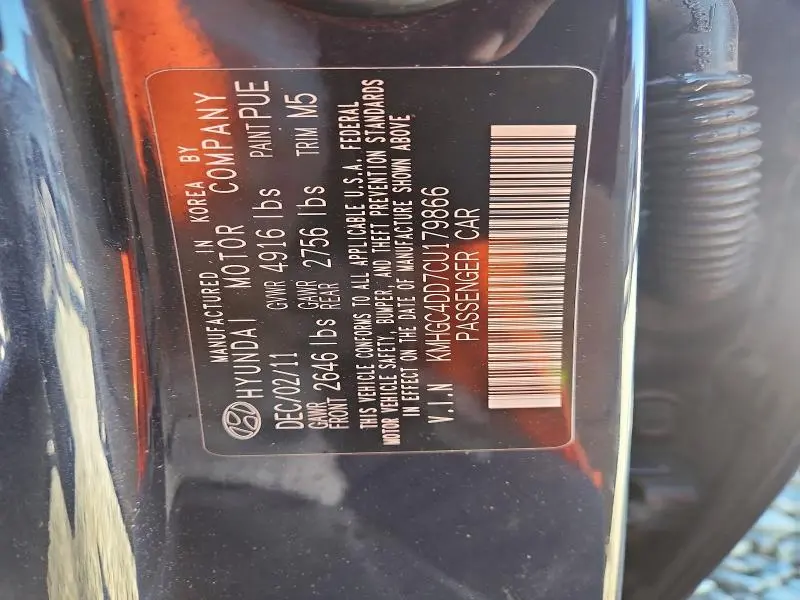 MANUFACTURED IN KOREA BY
HYUNDAI MOTOR COMPANY
DEC/02/11 GVWR 4916 lbs PAINT PUE
GAWR FRONT 2646 lbs GAWR REAR 2756 lbs TRIM M5
THIS VEHICLE CONFORMS TO ALL APPLICABLE U.S.A. FEDERAL
MOTOR VEHICLE SAFETY, BUMPER, AND THEFT PREVENTION STANDARDS
IN EFFECT ON THE DATE OF MANUFACTURE SHOWN ABOVE
V.I.N KMHGC4DD7CU179866
PASSENGER CAR